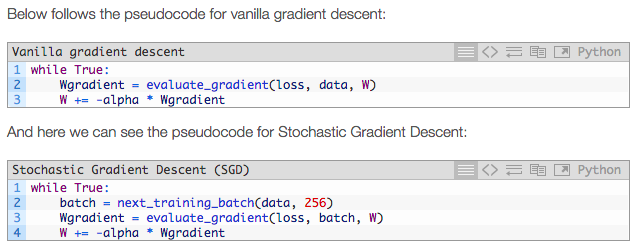 Below follows the pseudocode for vanilla gradient descent:
Vanilla gradient descent Python
1 while True:
2     Wgradient = evaluate_gradient(loss, data, W)
3     W += -alpha * Wgradient
And here we can see the pseudocode for Stochastic Gradient Descent:
Stochastic Gradient Descent (SGD) Python
1 while True:
2     batch = next_training_batch(data, 256)
3     Wgradient = evaluate_gradient(loss, batch, W)
4     W += -alpha * Wgradient